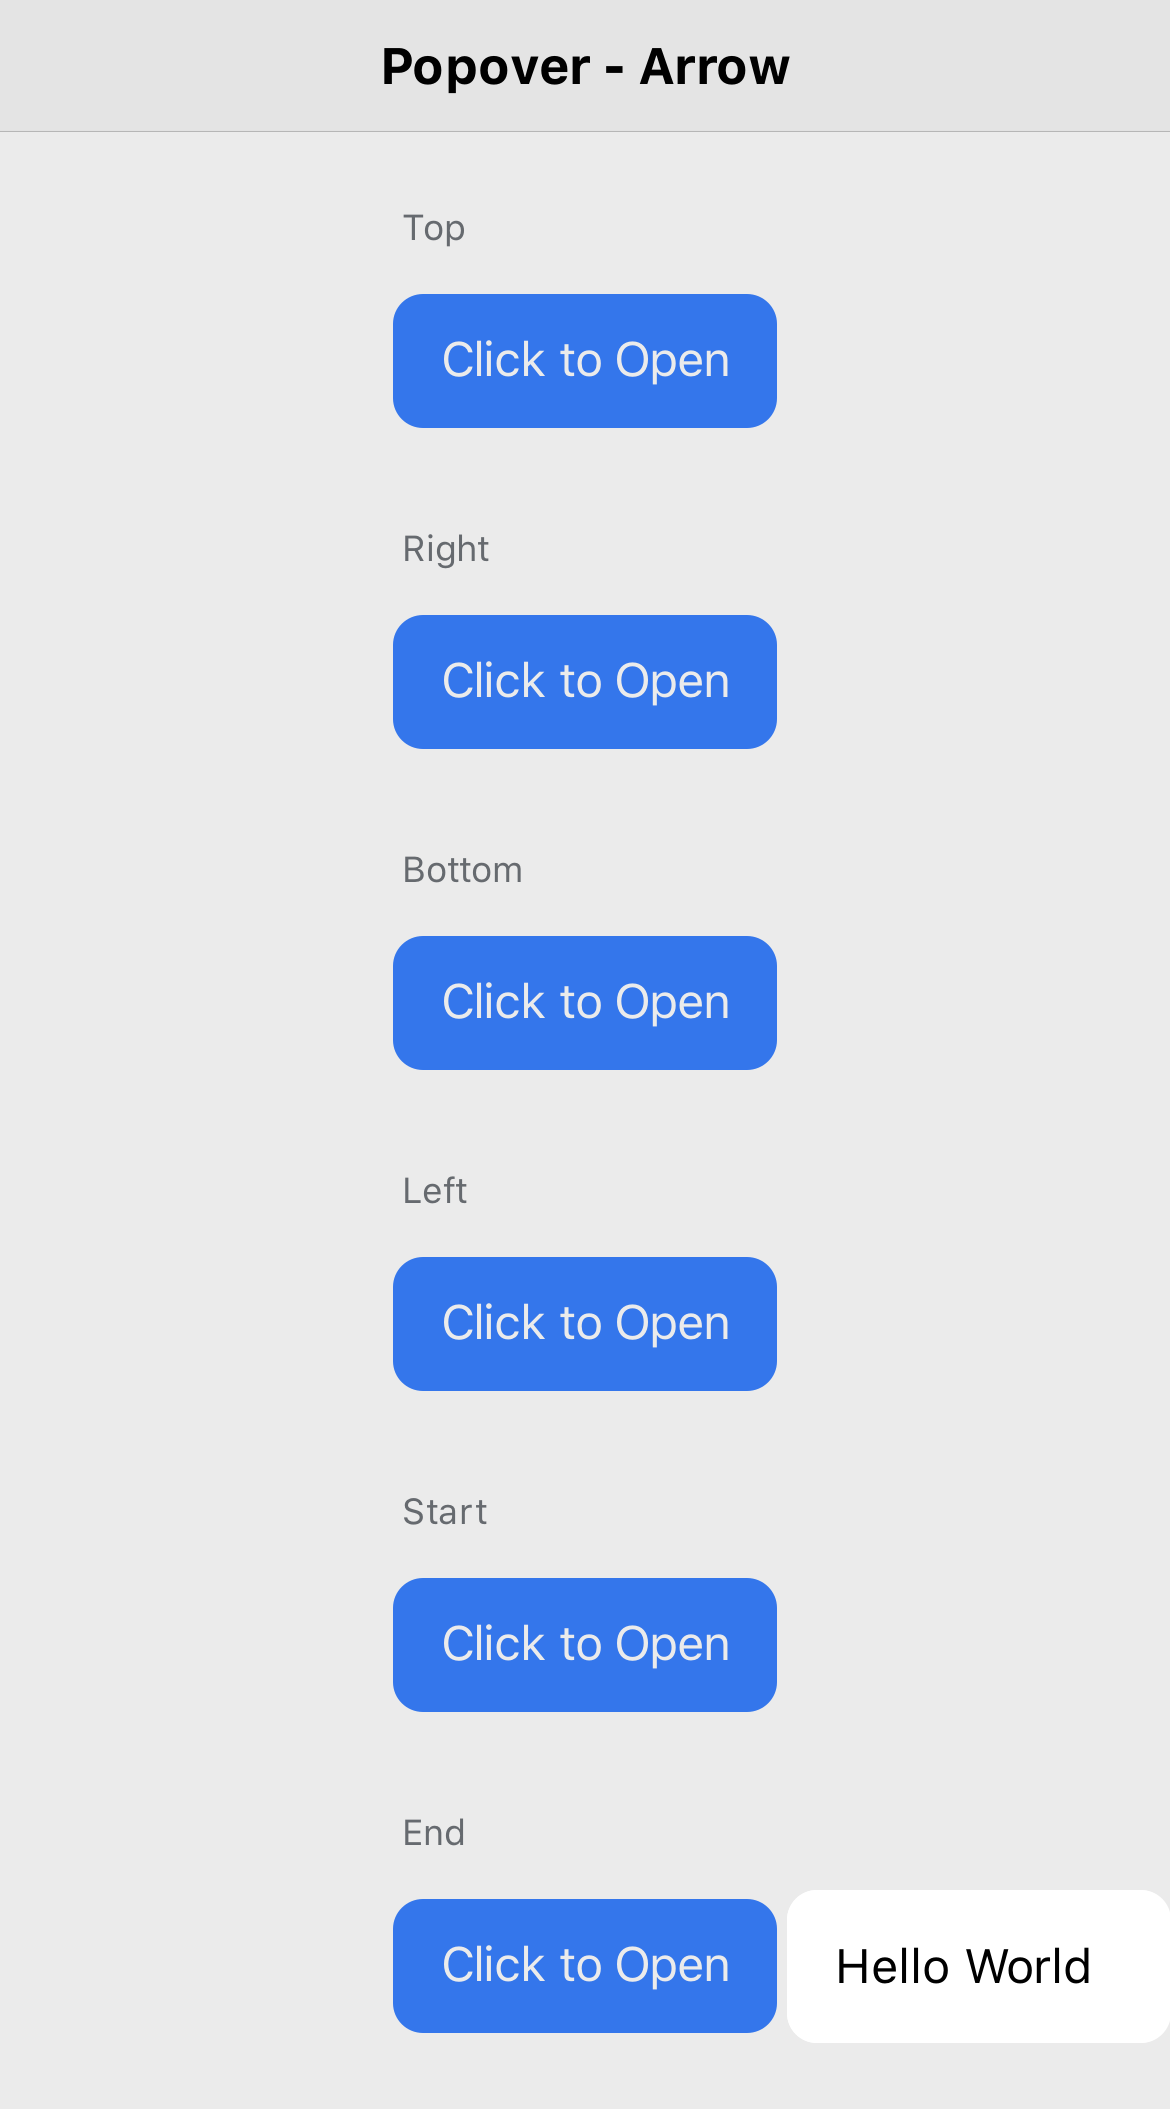 Popover - Arrow
Top
Click to Open
Right
Click to Open
Bottom
Click to Open
Left
Click to Open
Start
Click to Open
End
Click to Open
Hello World